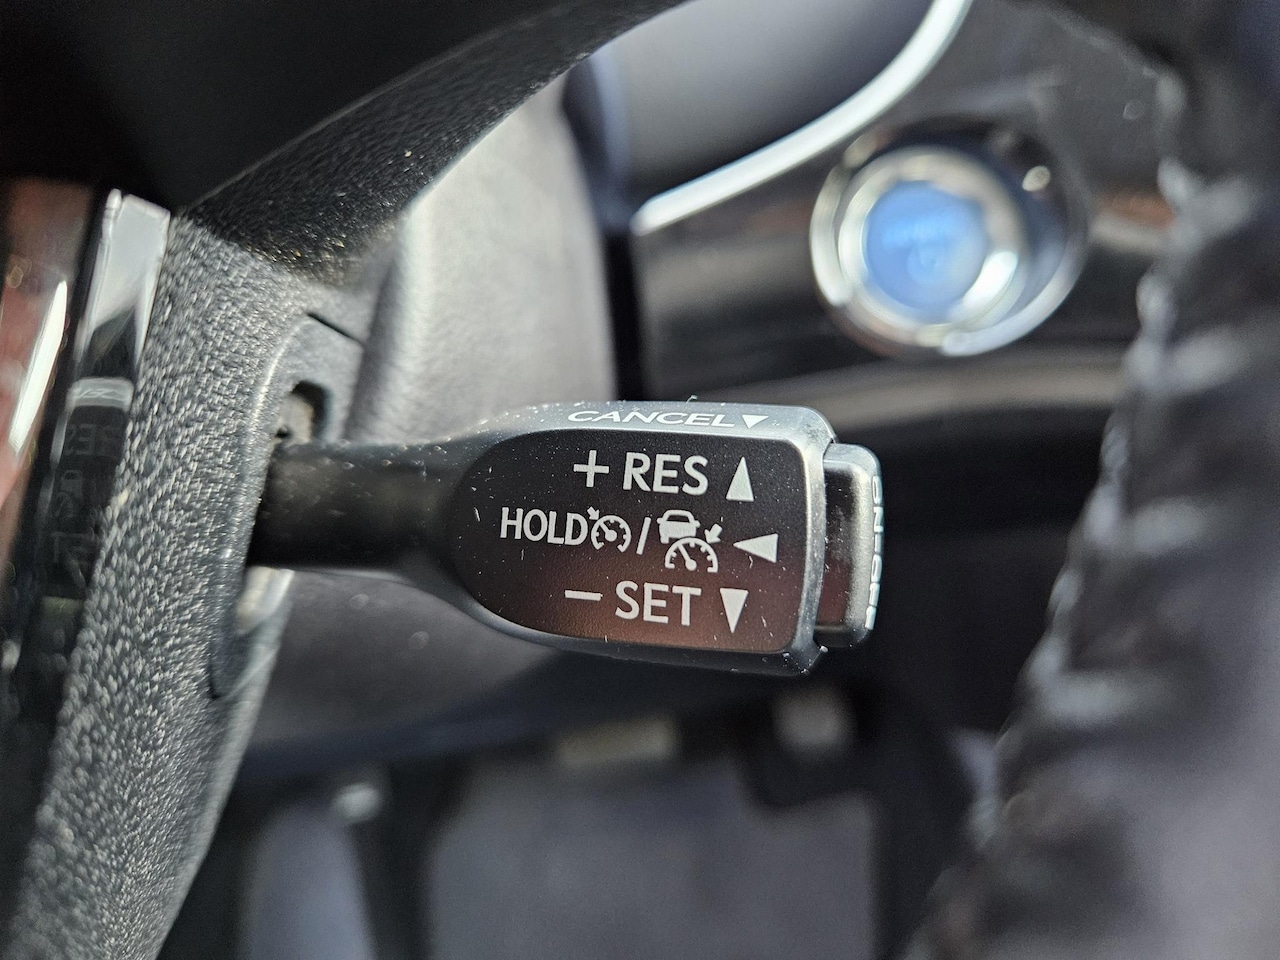 CANCEL▼
+ RES ▲
HOLD / ◀
− SET ▼